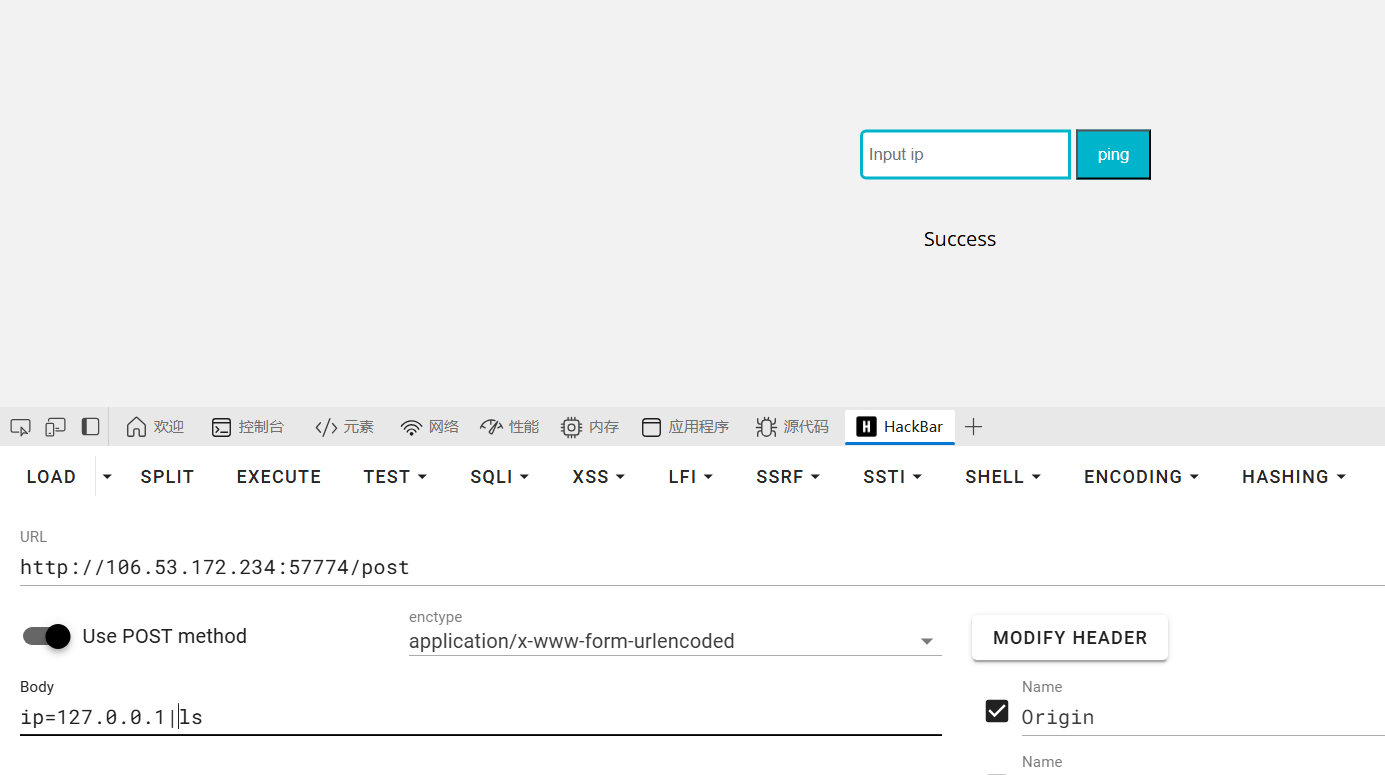 Input ip
ping
Success
欢迎
控制台
元素
网络
性能
内存
应用程序
源代码
H HackBar
LOAD
SPLIT
EXECUTE
TEST
SQLI
XSS
LFI
SSRF
SSTI
SHELL
ENCODING
HASHING
URL
http://106.53.172.234:57774/post
Use POST method
enctype
application/x-www-form-urlencoded
MODIFY HEADER
Body
ip=127.0.0.1|ls
Name
Origin
Name